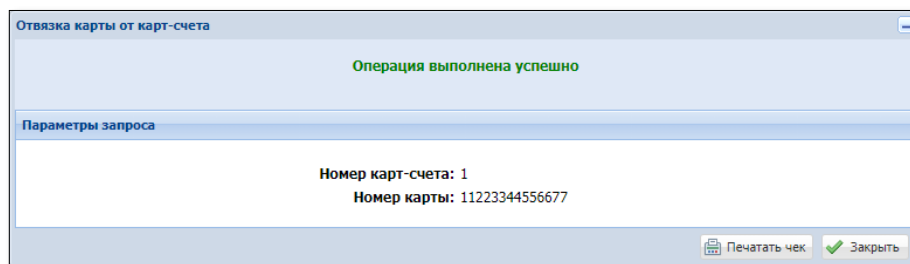 Отвязка карты от карт-счета
Операция выполнена успешно
Параметры запроса
Номер карт-счета: 1
Номер карты: 11223344556677
Печатать чек Закрыть